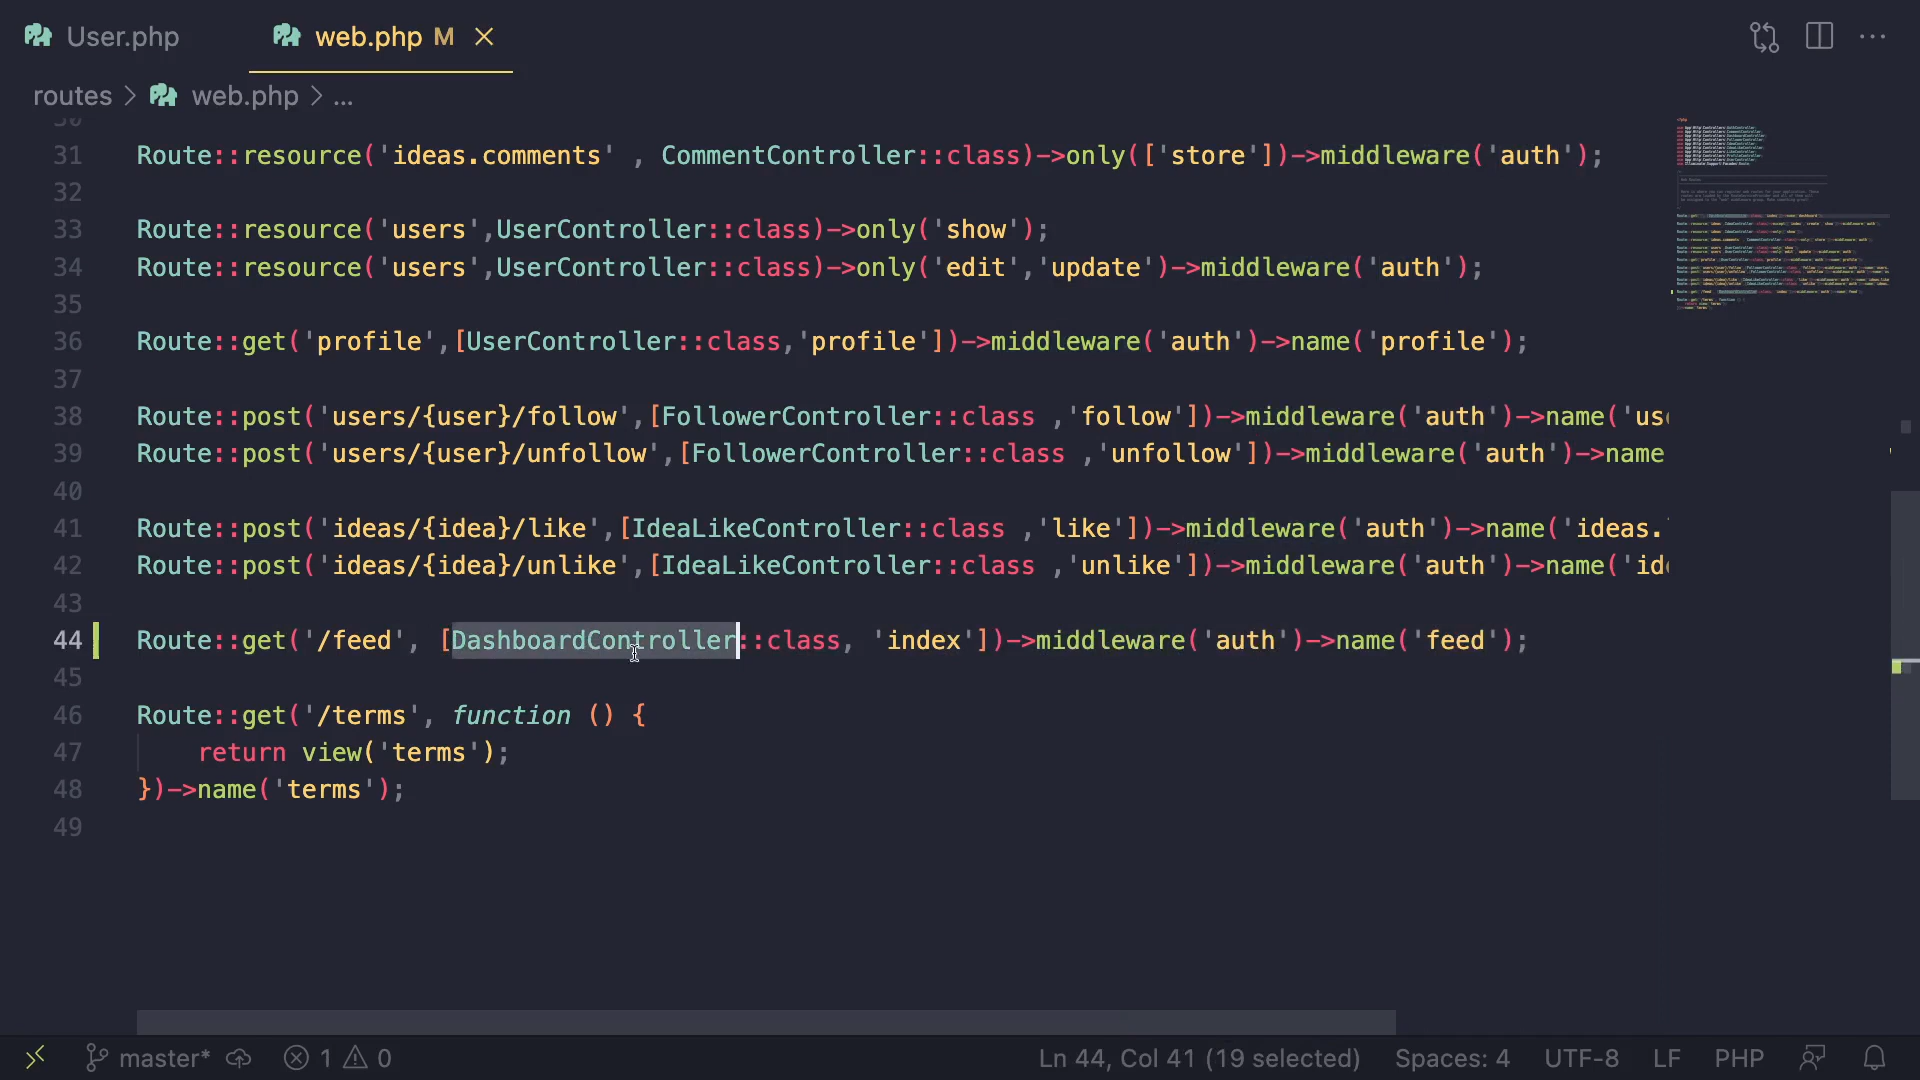 User.php
web.php M
routes > web.php > ...
30
31 Route::resource('ideas.comments' , CommentController::class)->only(['store'])->middleware('auth');
32
33 Route::resource('users',UserController::class)->only('show');
34 Route::resource('users',UserController::class)->only('edit','update')->middleware('auth');
35
36 Route::get('profile',[UserController::class,'profile'])->middleware('auth')->name('profile');
37
38 Route::post('users/{user}/follow',[FollowerController::class ,'follow'])->middleware('auth')->name('use
39 Route::post('users/{user}/unfollow',[FollowerController::class ,'unfollow'])->middleware('auth')->name
40
41 Route::post('ideas/{idea}/like',[IdeaLikeController::class ,'like'])->middleware('auth')->name('ideas.
42 Route::post('ideas/{idea}/unlike',[IdeaLikeController::class ,'unlike'])->middleware('auth')->name('ide
43
44 Route::get('/feed', [DashboardController::class, 'index'])->middleware('auth')->name('feed');
45
46 Route::get('/terms', function () {
47 return view('terms');
48 })->name('terms');
49
master* 1 0 Ln 44, Col 41 (19 selected) Spaces: 4 UTF-8 LF PHP